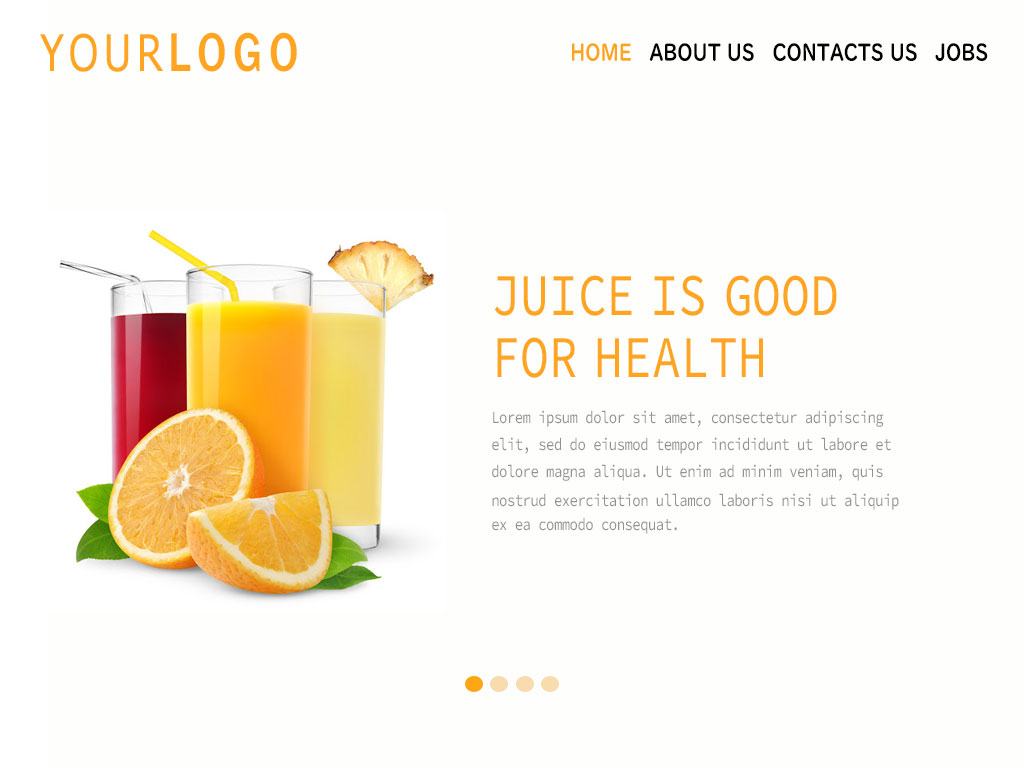 YOURLOGO
HOME ABOUT US CONTACTS US JOBS
JUICE IS GOOD
FOR HEALTH
Lorem ipsum dolor sit amet, consectetur adipiscing
elit, sed do eiusmod tempor incididunt ut labore et
dolore magna aliqua. Ut enim ad minim veniam, quis
nostrud exercitation ullamco laboris nisi ut aliquip
ex ea commodo consequat.